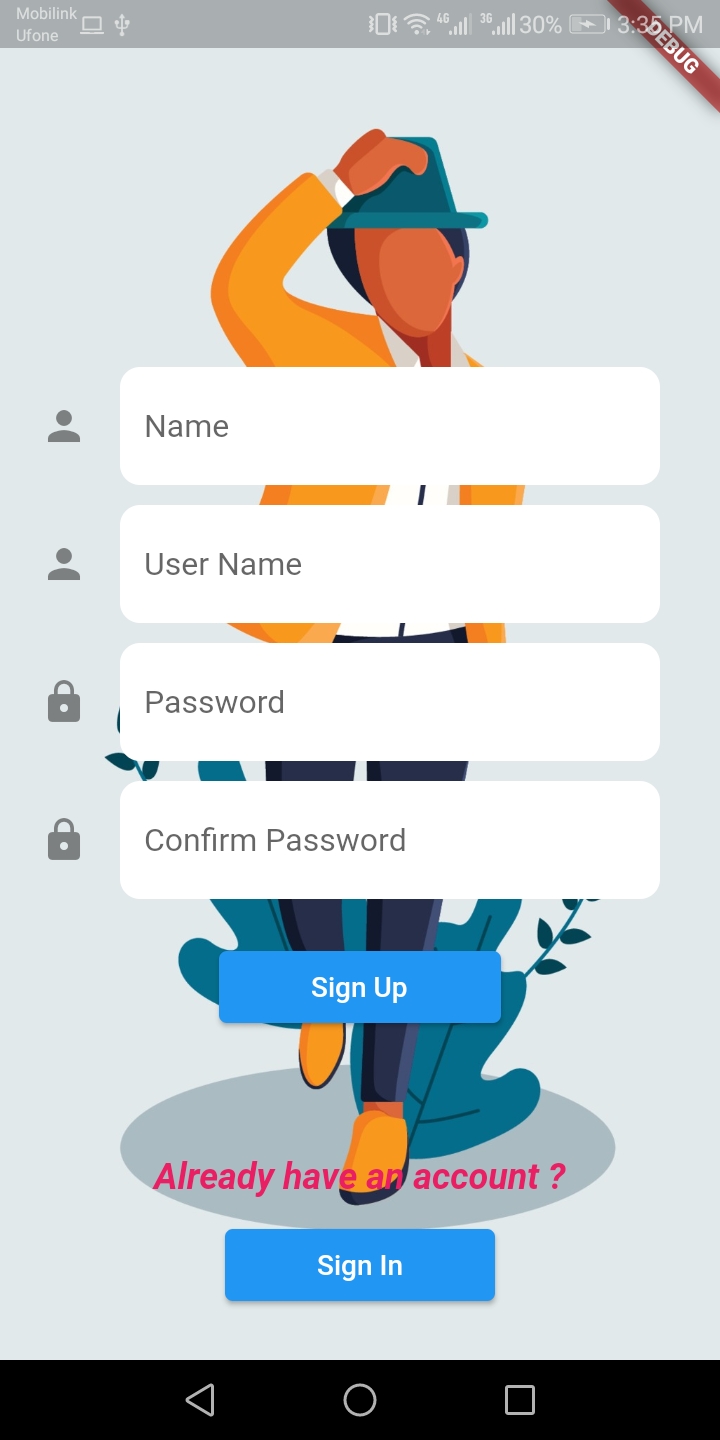 Mobilink
Ufone
4G 3G 30% 3:35 PM
DEBUG
Name
User Name
Password
Confirm Password
Sign Up
Already have an account ?
Sign In